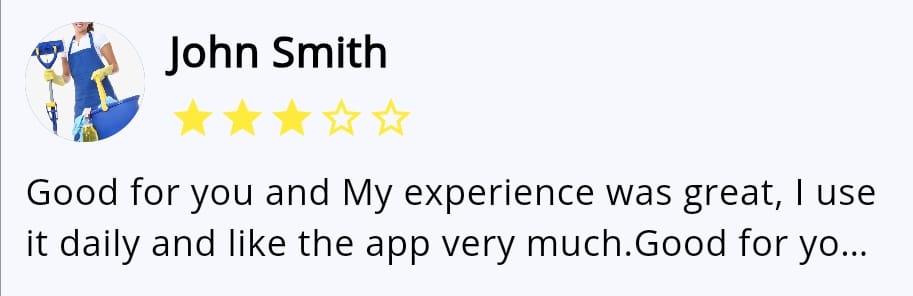 John Smith
Good for you and My experience was great, I use
it daily and like the app very much.Good for yo...